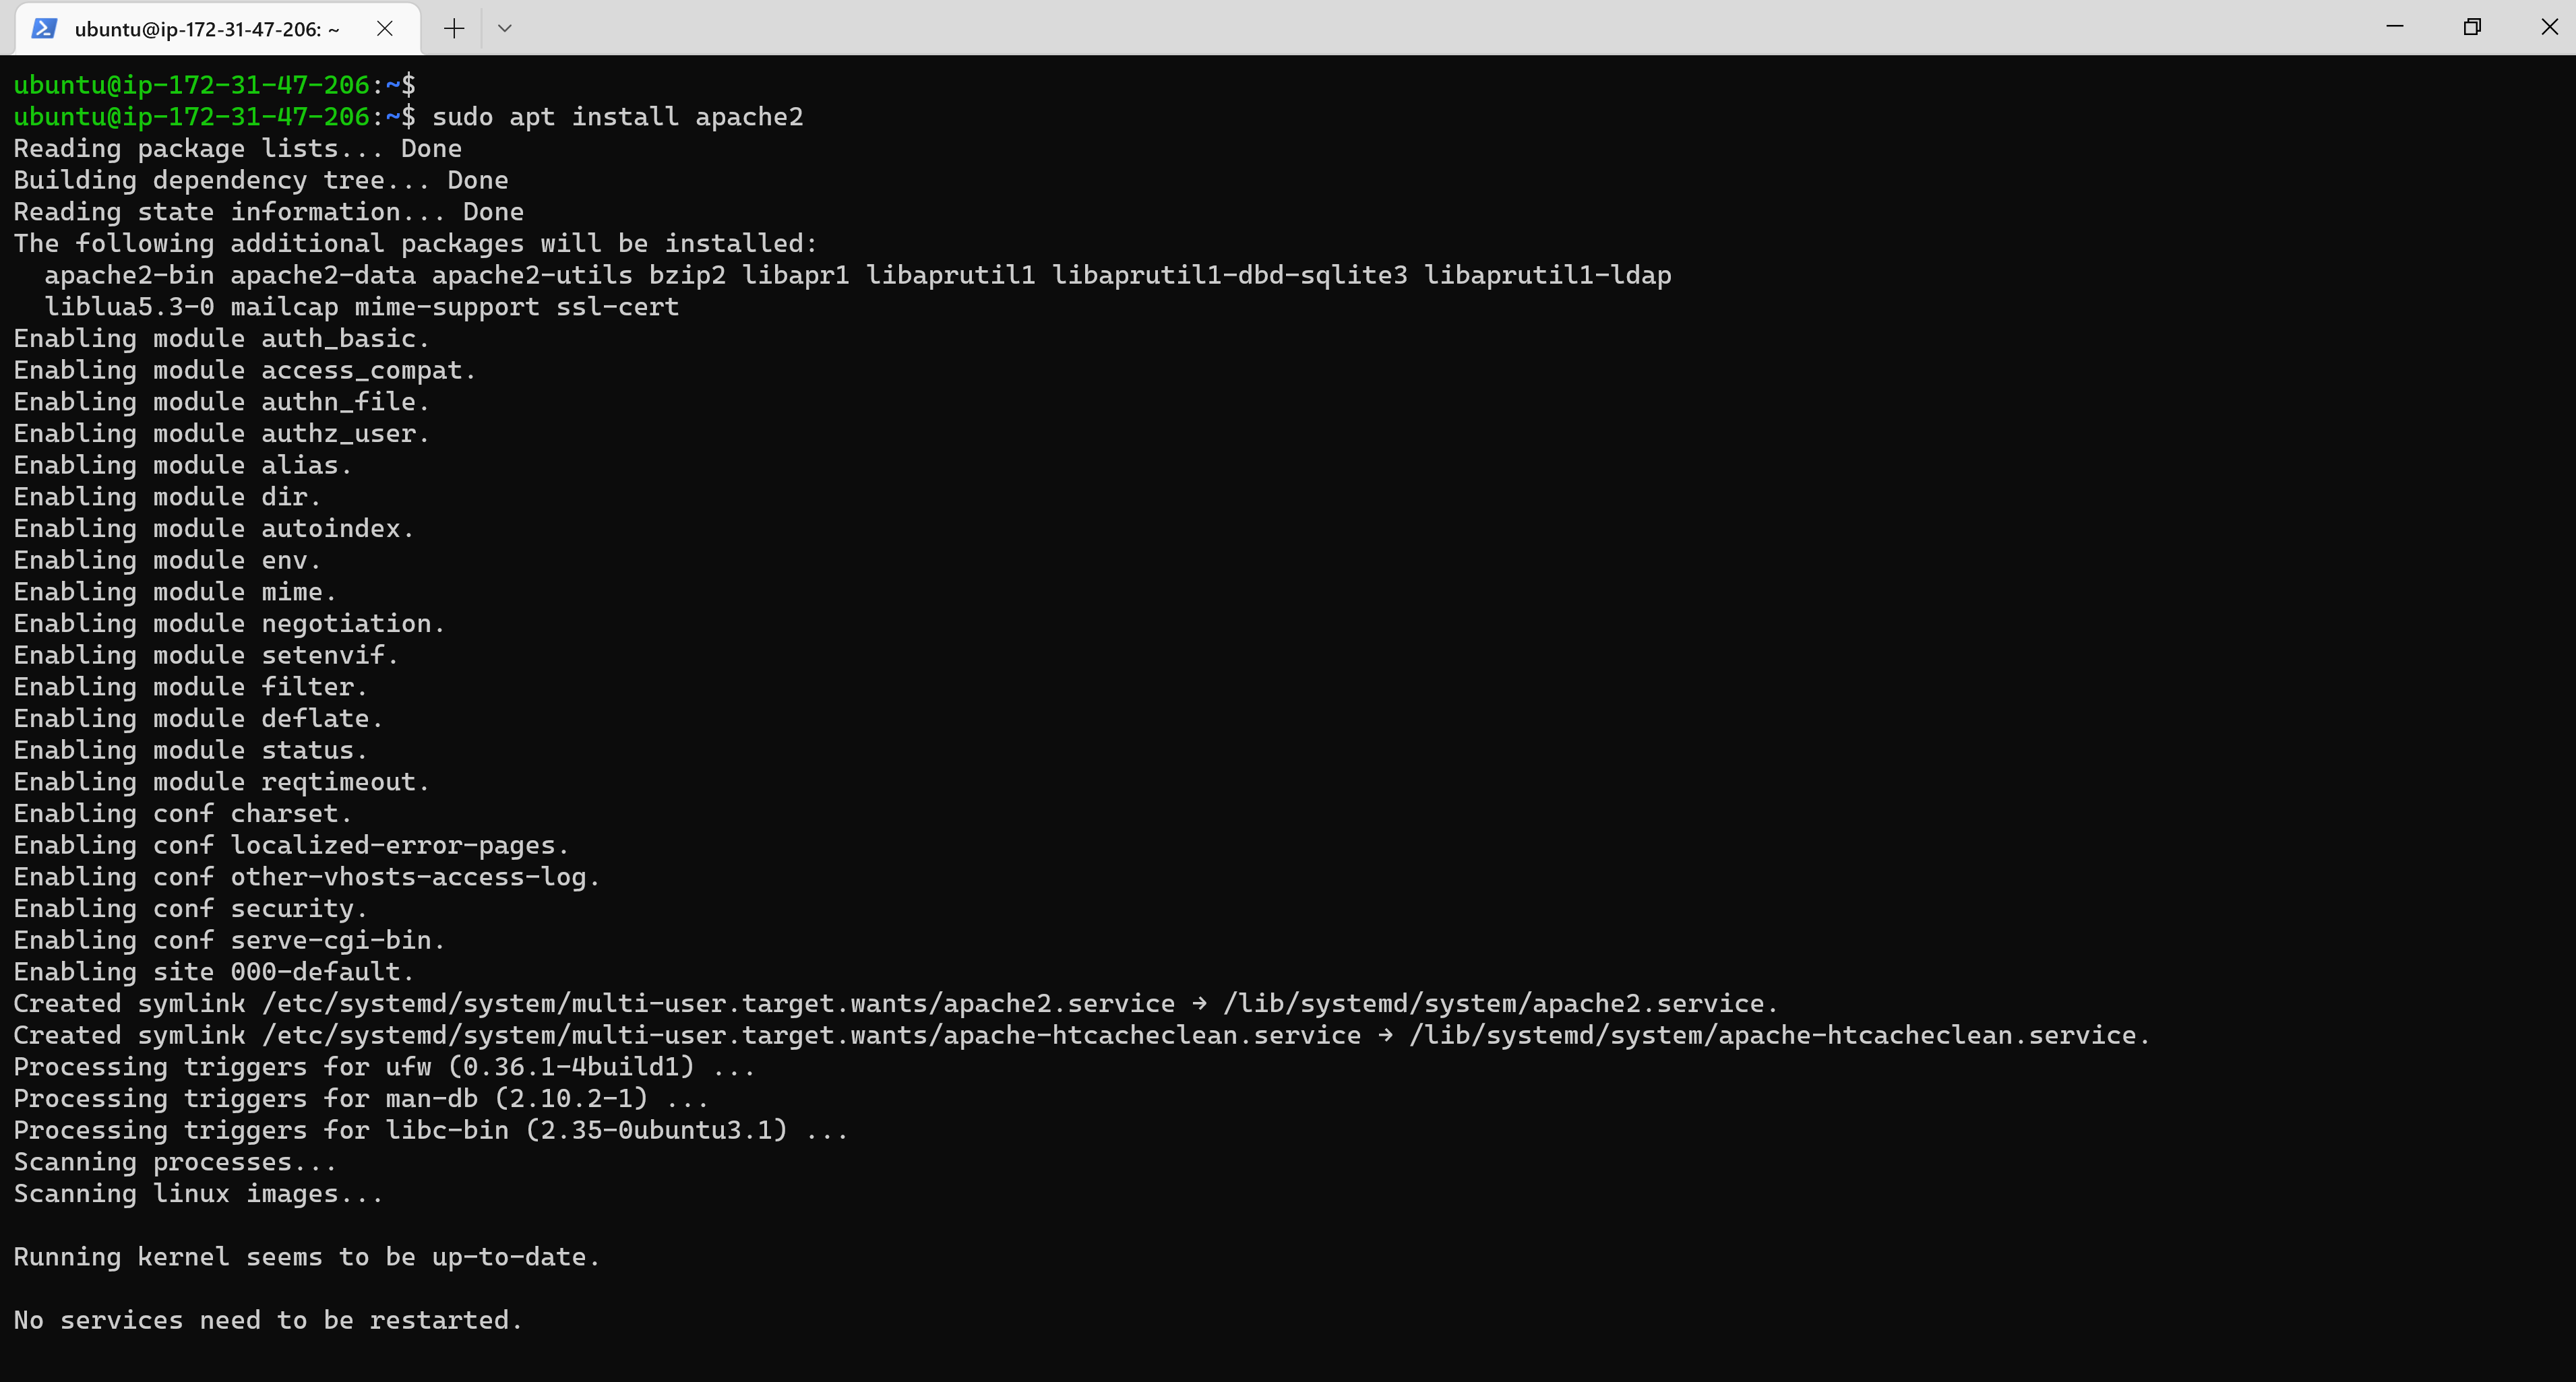 ubuntu@ip-172-31-47-206: ~
ubuntu@ip-172-31-47-206:~$
ubuntu@ip-172-31-47-206:~$ sudo apt install apache2
Reading package lists... Done
Building dependency tree... Done
Reading state information... Done
The following additional packages will be installed:
  apache2-bin apache2-data apache2-utils bzip2 libapr1 libaprutil1 libaprutil1-dbd-sqlite3 libaprutil1-ldap
  liblua5.3-0 mailcap mime-support ssl-cert
Enabling module auth_basic.
Enabling module access_compat.
Enabling module authn_file.
Enabling module authz_user.
Enabling module alias.
Enabling module dir.
Enabling module autoindex.
Enabling module env.
Enabling module mime.
Enabling module negotiation.
Enabling module setenvif.
Enabling module filter.
Enabling module deflate.
Enabling module status.
Enabling module reqtimeout.
Enabling conf charset.
Enabling conf localized-error-pages.
Enabling conf other-vhosts-access-log.
Enabling conf security.
Enabling conf serve-cgi-bin.
Enabling site 000-default.
Created symlink /etc/systemd/system/multi-user.target.wants/apache2.service → /lib/systemd/system/apache2.service.
Created symlink /etc/systemd/system/multi-user.target.wants/apache-htcacheclean.service → /lib/systemd/system/apache-htcacheclean.service.
Processing triggers for ufw (0.36.1-4build1) ...
Processing triggers for man-db (2.10.2-1) ...
Processing triggers for libc-bin (2.35-0ubuntu3.1) ...
Scanning processes...
Scanning linux images...
Running kernel seems to be up-to-date.
No services need to be restarted.